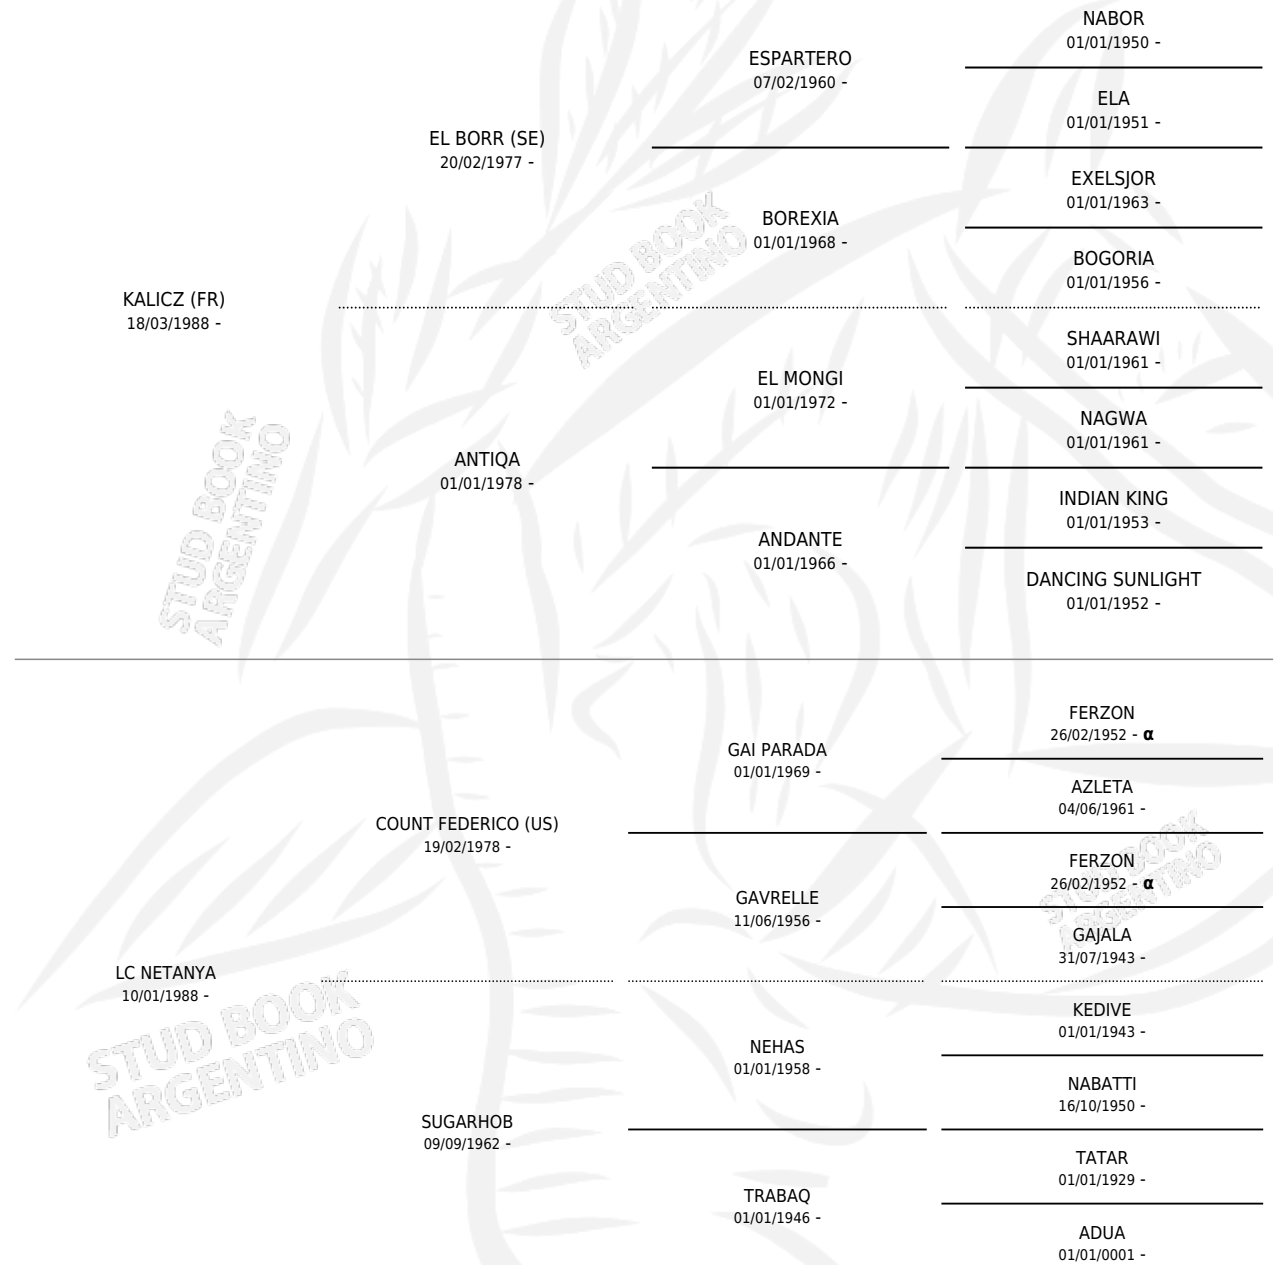 NABOR
01/01/1950 -
ESPARTERO
07/02/1960 -
ELA
01/01/1951 -
EL BORR (SE)
20/02/1977 -
EXELSJOR
01/01/1963 -
BOREXIA
01/01/1968 -
BOGORIA
01/01/1956 -
KALICZ (FR)
18/03/1988 -
SHAARAWI
01/01/1961 -
EL MONGI
01/01/1972 -
NAGWA
01/01/1961 -
ANTIQA
01/01/1978 -
INDIAN KING
01/01/1953 -
ANDANTE
01/01/1966 -
DANCING SUNLIGHT
01/01/1952 -
FERZON
26/02/1952 - α
GAI PARADA
01/01/1969 -
AZLETA
04/06/1961 -
COUNT FEDERICO (US)
19/02/1978 -
FERZON
26/02/1952 - α
GAVRELLE
11/06/1956 -
GAJALA
31/07/1943 -
LC NETANYA
10/01/1988 -
KEDIVE
01/01/1943 -
NEHAS
01/01/1958 -
NABATTI
16/10/1950 -
SUGARHOB
09/09/1962 -
TATAR
01/01/1929 -
TRABAQ
01/01/1946 -
ADUA
01/01/0001 -
STUD BOOK
ARGENTINO
STUD BOOK
ARGENTINO
STUD BOOK
ARGENTINO
STUD BOOK
ARGENTINO